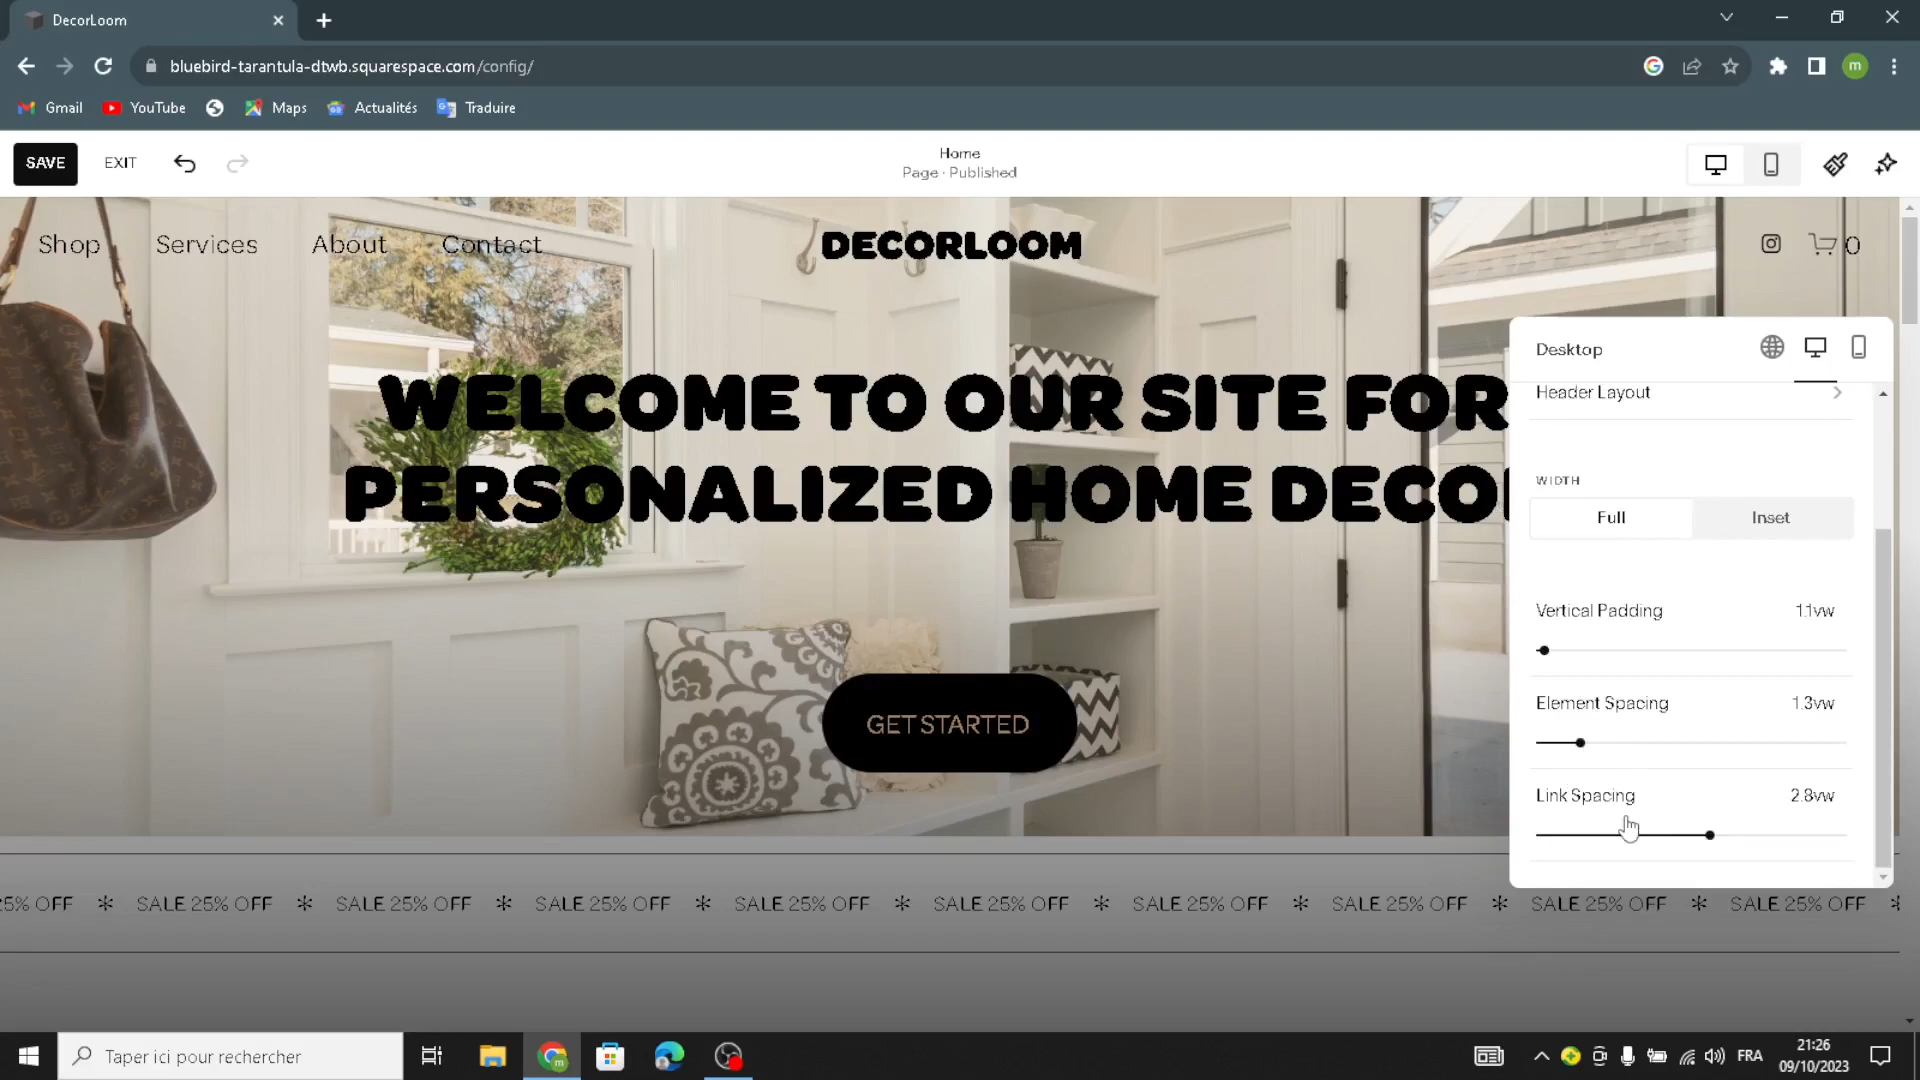 DecorLoom
bluebird-tarantula-dtwb.squarespace.com/config/
m
Gmail
YouTube
Maps
Actualités
Traduire
SAVE
EXIT
Home
Page · Published
Shop
Services
About
Contact
DECORLOOM
0
WELCOME TO OUR SITE FOR
PERSONALIZED HOME DECO
GET STARTED
Desktop
Header Layout
WIDTH
Full
Inset
Vertical Padding
1.1vw
Element Spacing
1.3vw
Link Spacing
2.8vw
25% OFF * SALE 25% OFF * SALE 25% OFF * SALE 25% OFF * SALE 25% OFF * SALE 25% OFF * SALE 25% OFF * SALE 25% OFF * SALE 25% OFF * SALE 25% OFF *
Taper ici pour rechercher
FRA
21:26
09/10/2023